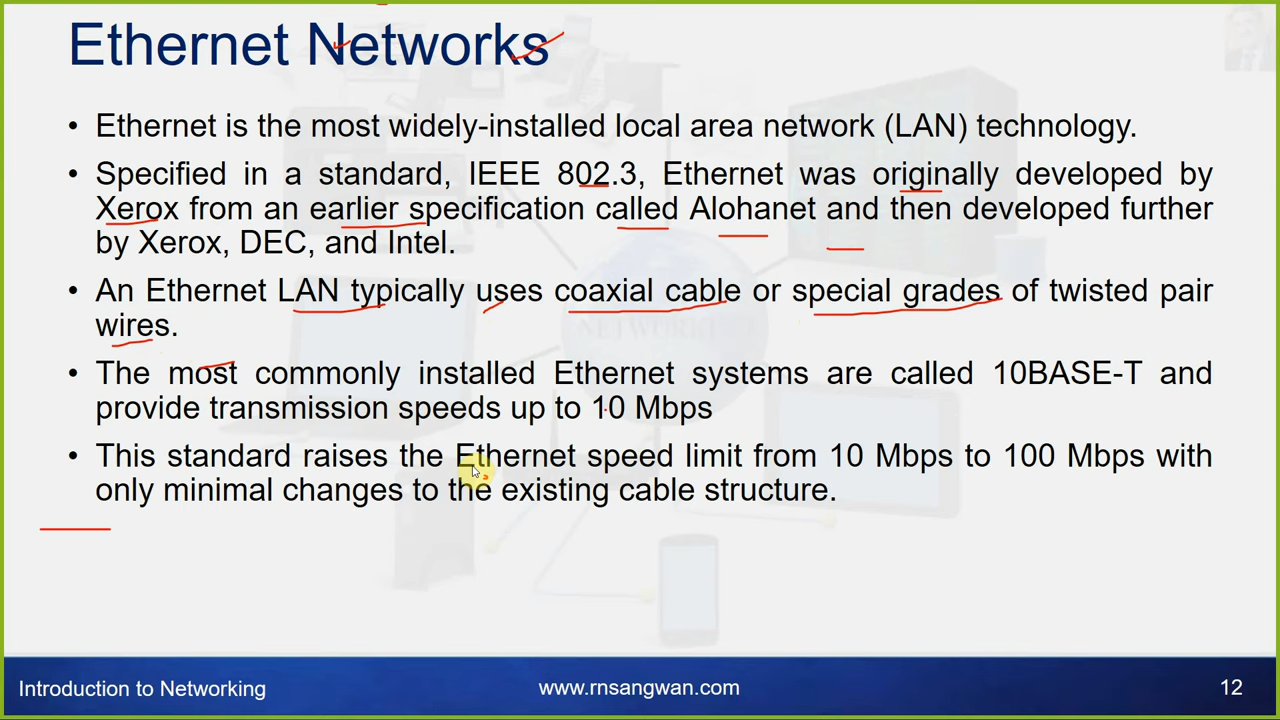 Ethernet Networks
• Ethernet is the most widely-installed local area network (LAN) technology.
• Specified in a standard, IEEE 802.3, Ethernet was originally developed by
Xerox from an earlier specification called Alohanet and then developed further
by Xerox, DEC, and Intel.
• An Ethernet LAN typically uses coaxial cable or special grades of twisted pair
wires.
• The most commonly installed Ethernet systems are called 10BASE-T and
provide transmission speeds up to 10 Mbps
• This standard raises the Ethernet speed limit from 10 Mbps to 100 Mbps with
only minimal changes to the existing cable structure.
Introduction to Networking
www.rnsangwan.com
12